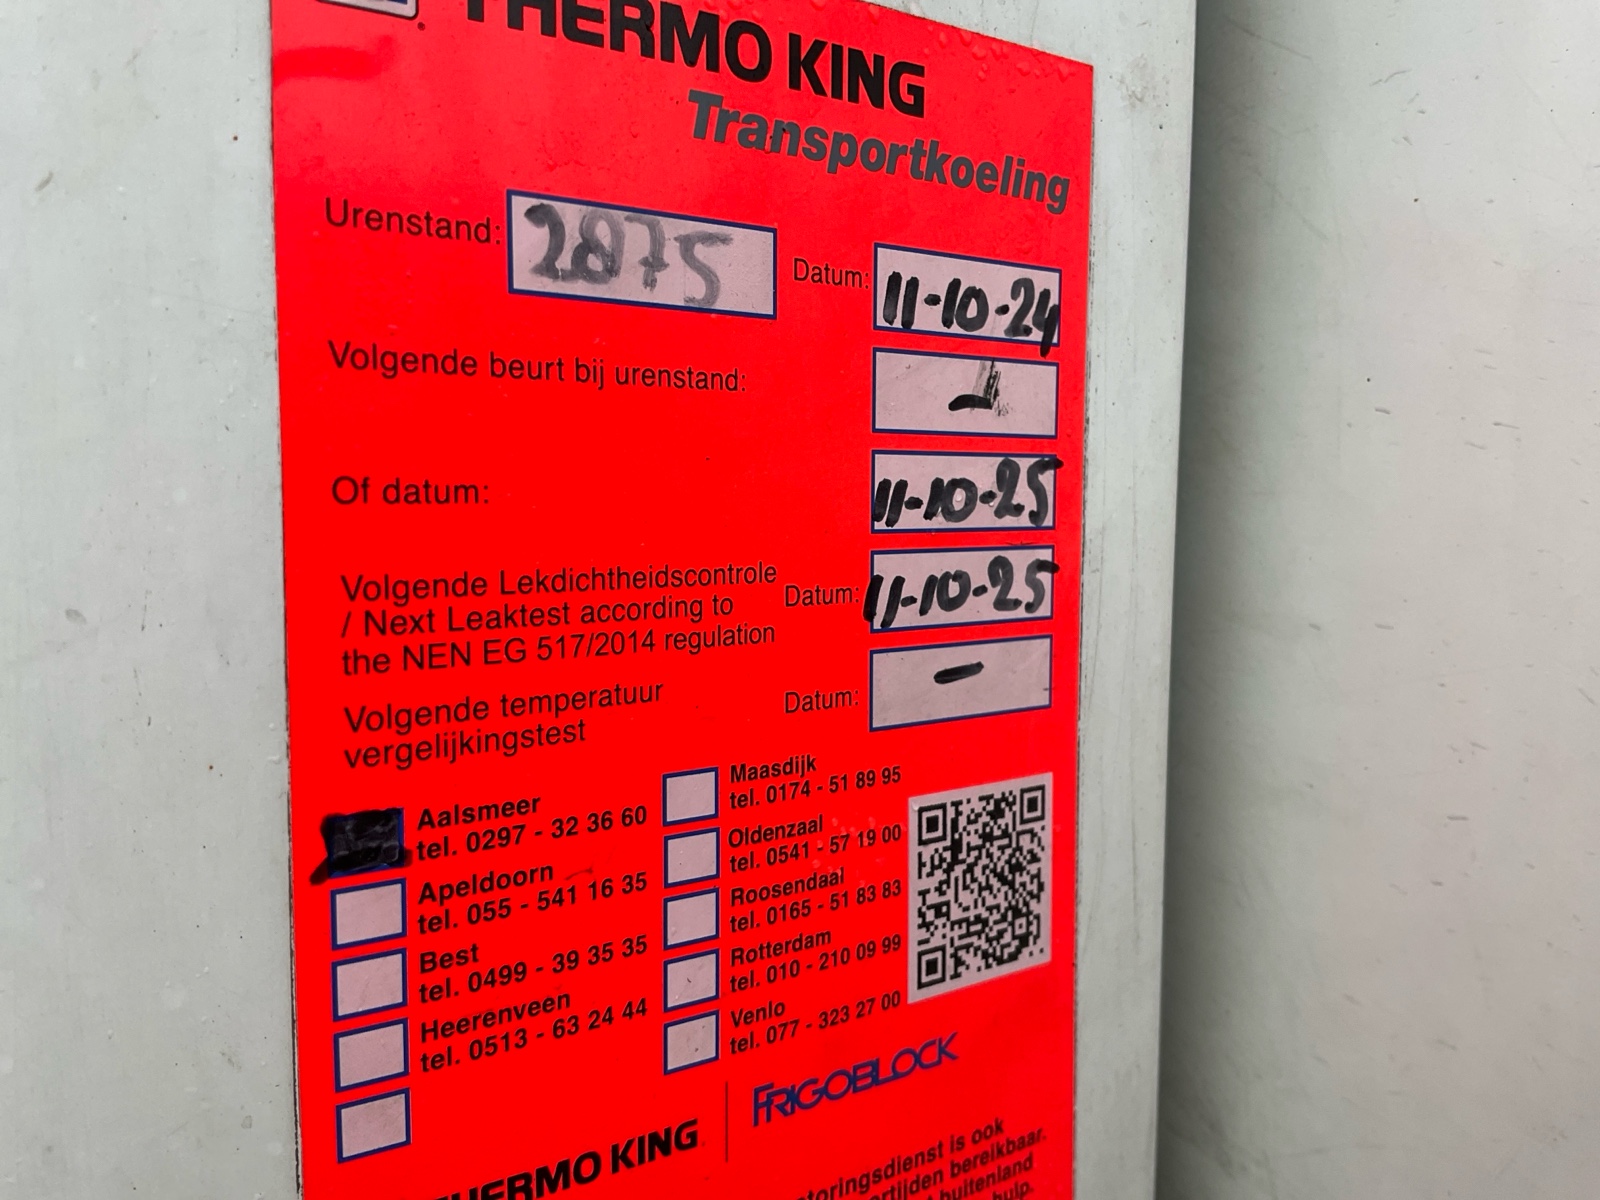 THERMO KING
Transportkoeling
Urenstand: 2875 Datum: 11-10-24
Volgende beurt bij urenstand: -
Of datum: 11-10-25
Volgende Lekdichtheidscontrole
/ Next Leaktest according to Datum: 11-10-25
the NEN EG 517/2014 regulation
Volgende temperatuur Datum: -
vergelijkingstest
Aalsmeer
tel. 0297 - 32 36 60
Apeldoorn
tel. 055 - 541 16 35
Best
tel. 0499 - 39 35 35
Heerenveen
tel. 0513 - 63 24 44
Maasdijk
tel. 0174 - 51 89 95
Oldenzaal
tel. 0541 - 57 19 00
Roosendaal
tel. 0165 - 51 83 83
Rotterdam
tel. 010 - 210 09 99
Venlo
tel. 077 - 323 27 00
THERMO KING
FRIGOBLOCK
is ook
bereikbaar.
buitenland